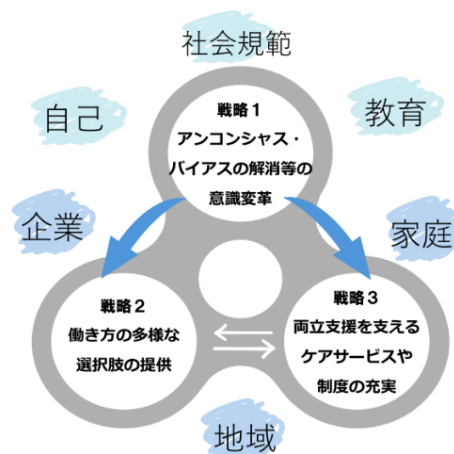 社会規範
自己
教育
戦略1
アンコンシャス・
バイアスの解消等の
意識変革
企業
家庭
戦略2
働き方の多様な
選択肢の提供
戦略3
両立支援を支える
ケアサービスや
制度の充実
地域